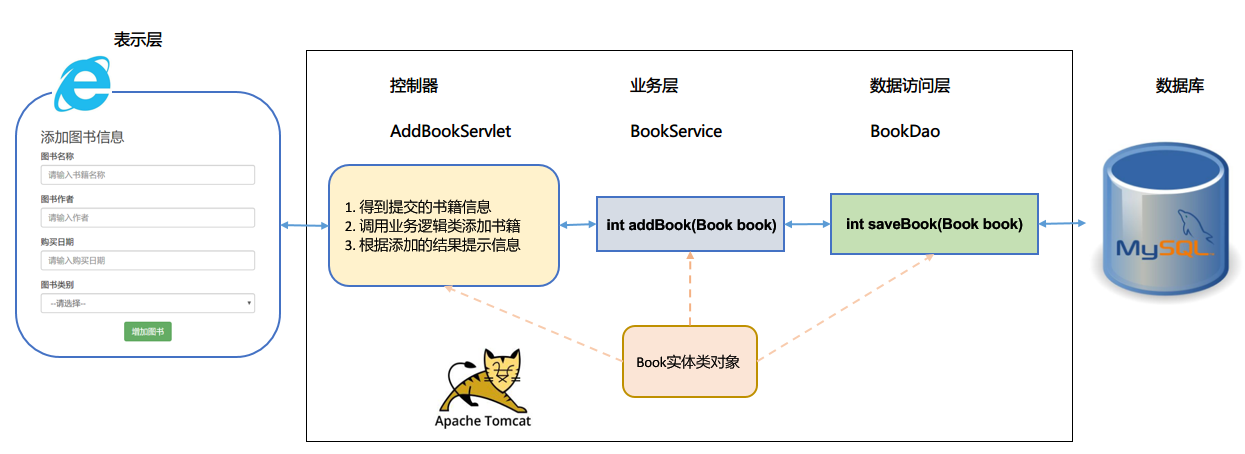 表示层
添加图书信息
图书名称
请输入书籍名称
图书作者
请输入作者
购买日期
请输入购买日期
图书类别
--请选择--
增加图书
控制器
AddBookServlet
1. 得到提交的书籍信息
2. 调用业务逻辑类添加书籍
3. 根据添加的结果提示信息
业务层
BookService
int addBook(Book book)
数据访问层
BookDao
int saveBook(Book book)
Book实体类对象
Apache Tomcat
数据库
MySQL